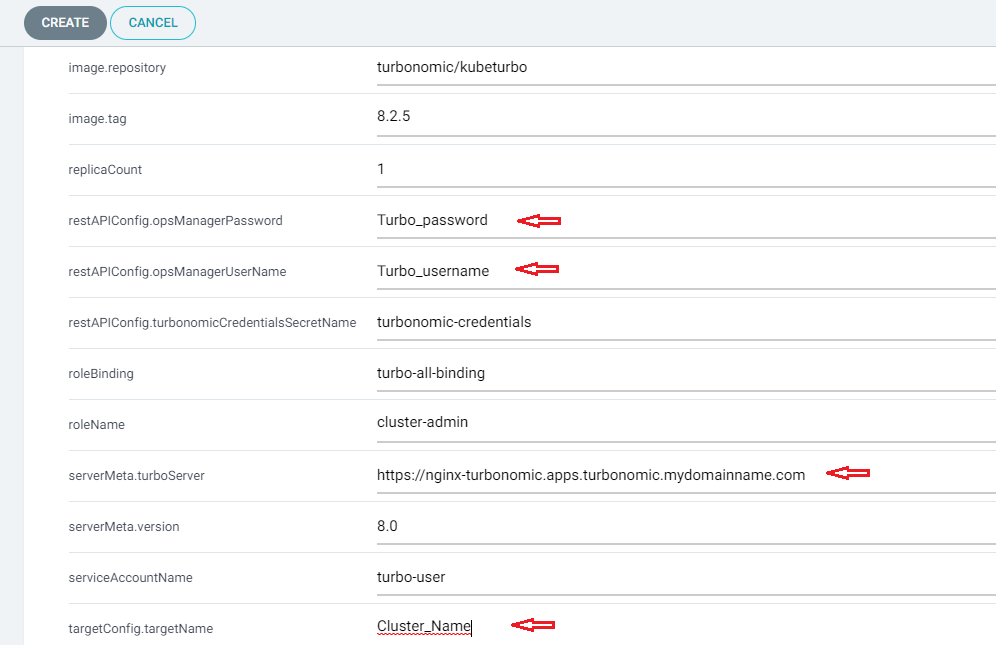 CREATE CANCEL
image.repository turbonomic/kubeturbo
image.tag 8.2.5
replicaCount 1
restAPIConfig.opsManagerPassword Turbo_password
restAPIConfig.opsManagerUserName Turbo_username
restAPIConfig.turbonomicCredentialsSecretName turbonomic-credentials
roleBinding turbo-all-binding
roleName cluster-admin
serverMeta.turboServer https://nginx-turbonomic.apps.turbonomic.mydomainname.com
serverMeta.version 8.0
serviceAccountName turbo-user
targetConfig.targetName Cluster_Name